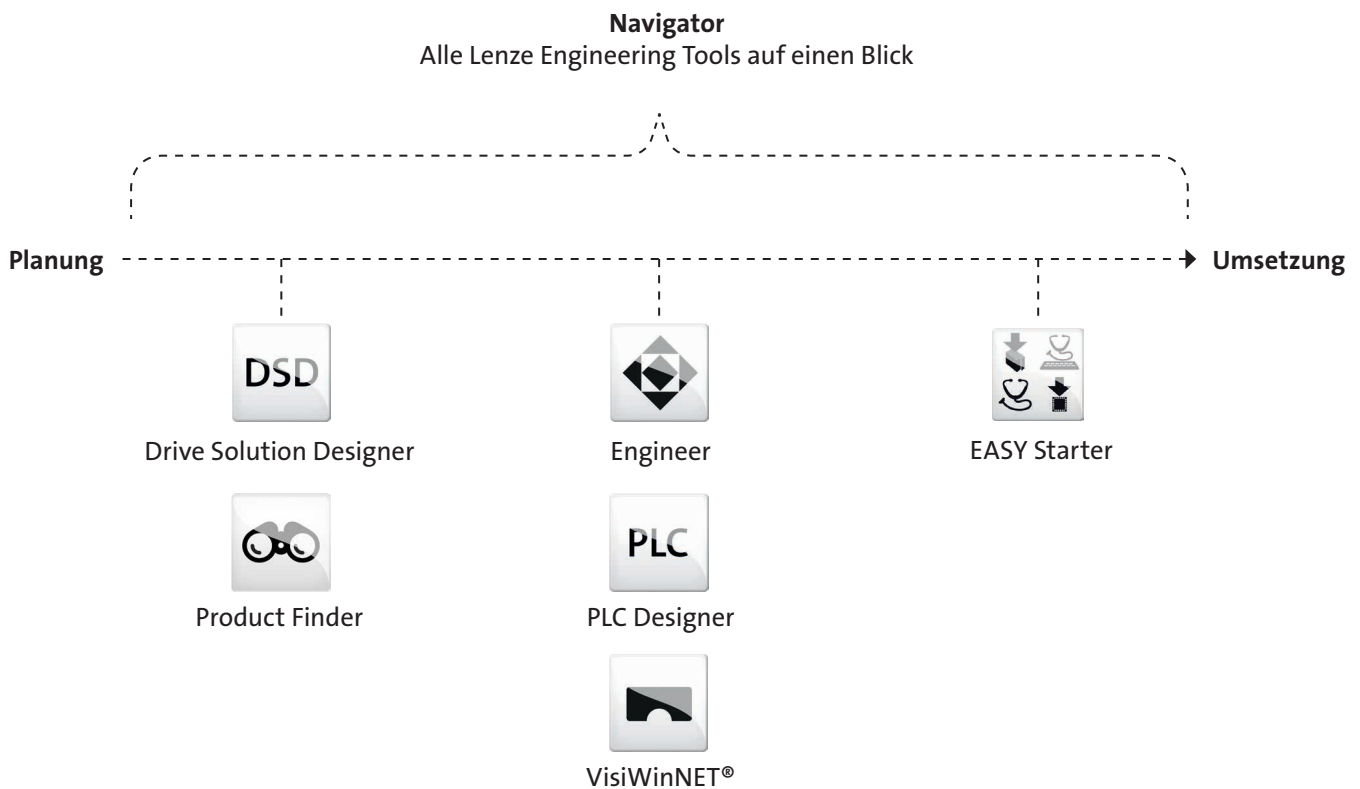 Navigator
Alle Lenze Engineering Tools auf einen Blick
Planung
Umsetzung
DSD
Drive Solution Designer
Engineer
EASY Starter
Product Finder
PLC
PLC Designer
VisiWinNET®